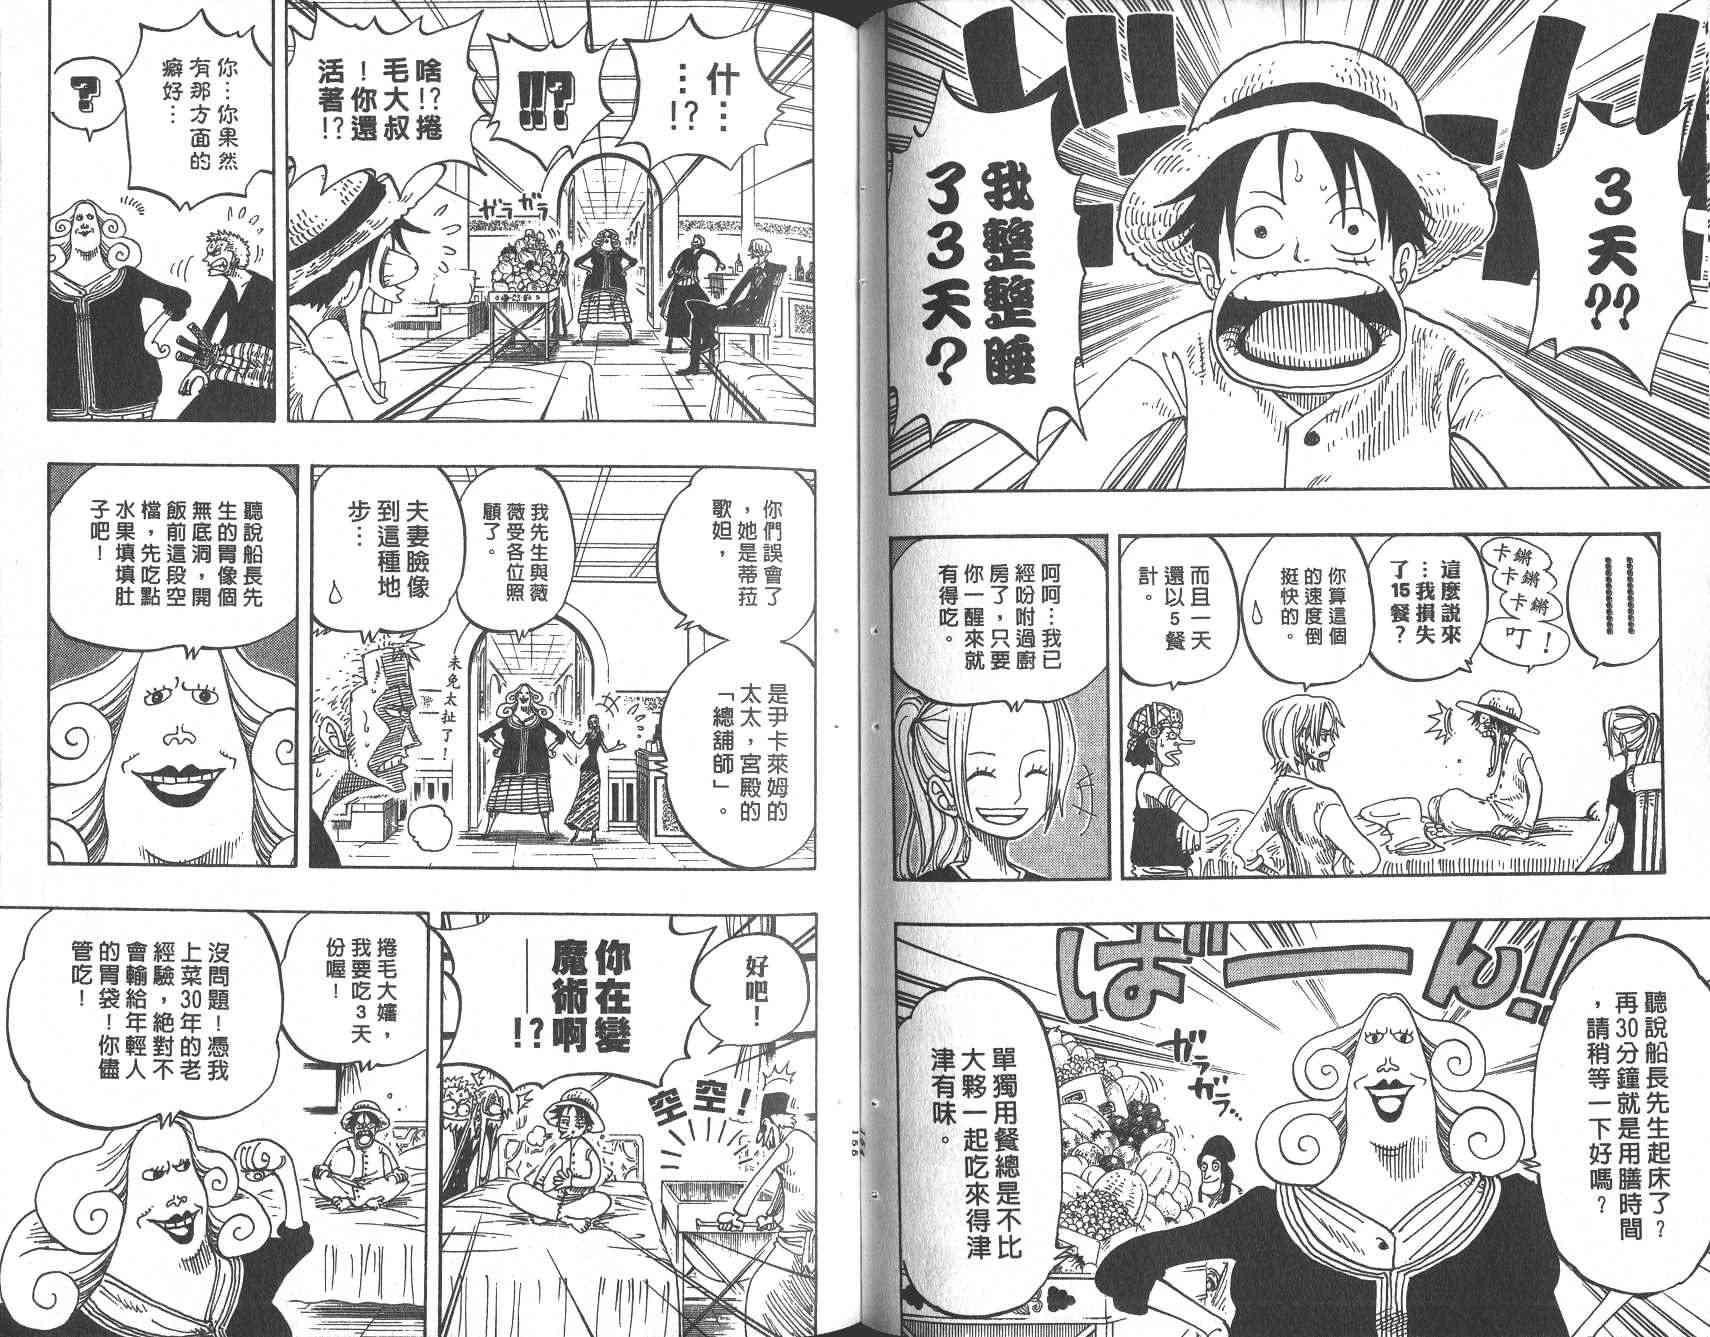 3天??
我整整睡
了3天?
卡鏘
卡鏘
卡鏘
叮!
這麼說來
…我損失
了15餐?
你算這個
的速度倒
挺快的。
而且一天
還以5餐
計。
呵呵…我已
經吩咐過廚
房了,只要
你一醒來就
有得吃。
ばーーん!!
聽說船長先生起床了?
再30分鐘就是用膳時間
,請稍等一下好嗎?
ガラ
ガラ…
單獨用餐總是不比
大夥一起吃來得津
津有味。
什…
…!?
!!?
啥!?捲
毛大叔
!你還
活著!?
ガラ
ガラ
你…你果然
有那方面的
癖好…
?
你們誤會了
,她是蒂菈
歌妲,
是尹卡萊姆的
太太,宮殿的
「總舖師」。
我先生與薇
薇受各位照
顧了。
夫妻臉像
到這種地
步…
未免太扯了!
聽說船長先
生的胃像個
無底洞,開
飯前這段空
檔,先吃點
水果填填肚
子吧!
好吧!
空空!
你在變
魔術啊
——!?
捲毛大嬸,
我要吃3天
份喔!
沒問題!憑我
上菜30年的老
經驗,絕對不
會輸給年輕人
的胃袋!你儘
管吃!
156